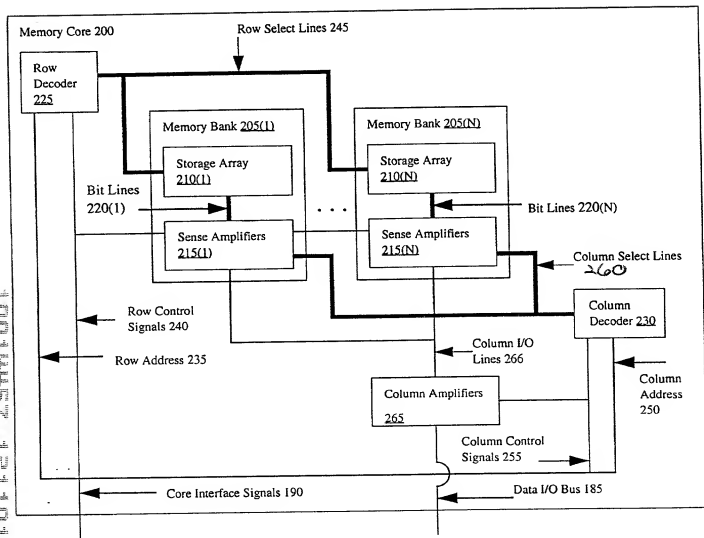 Memory Core 200
Row Select Lines 245
Row
Decoder
225
Memory Bank 205(1)
Memory Bank 205(N)
Storage Array
210(1)
Storage Array
210(N)
Bit Lines
220(1)
. . .
Bit Lines 220(N)
Sense Amplifiers
215(1)
Sense Amplifiers
215(N)
Column Select Lines
260
Column
Decoder 230
Row Control
Signals 240
Row Address 235
Column I/O
Lines 266
Column
Address
250
Column Amplifiers
265
Column Control
Signals 255
Core Interface Signals 190
Data I/O Bus 185